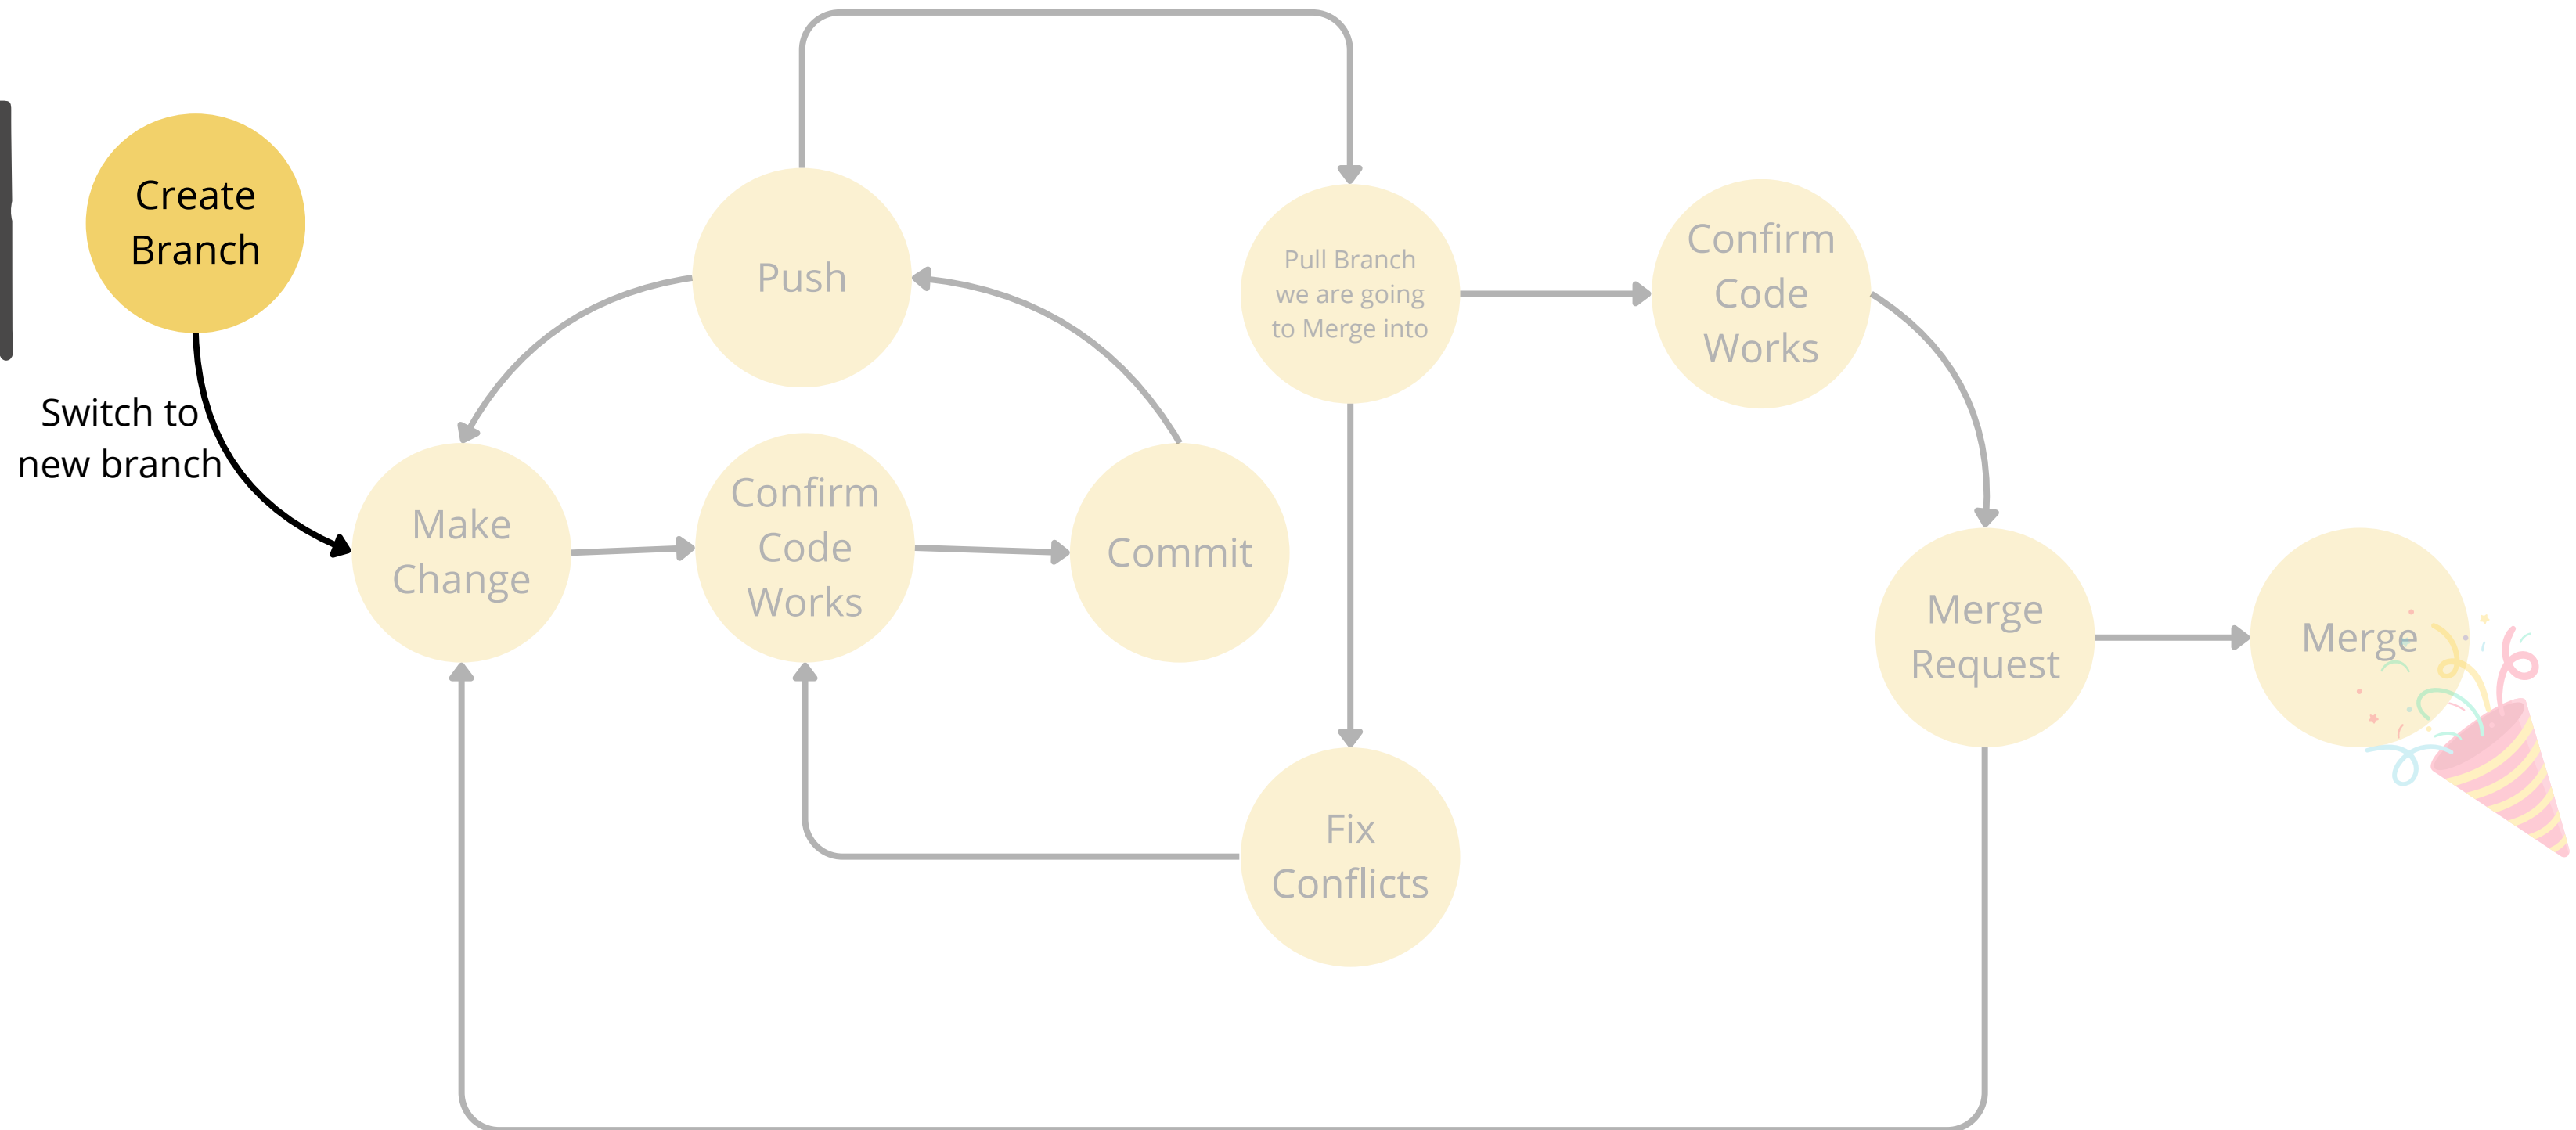 Create
Branch
Switch to
new branch
Push
Pull Branch
we are going
to Merge into
Confirm
Code
Works
Make
Change
Confirm
Code
Works
Commit
Merge
Request
Merge
Fix
Conflicts